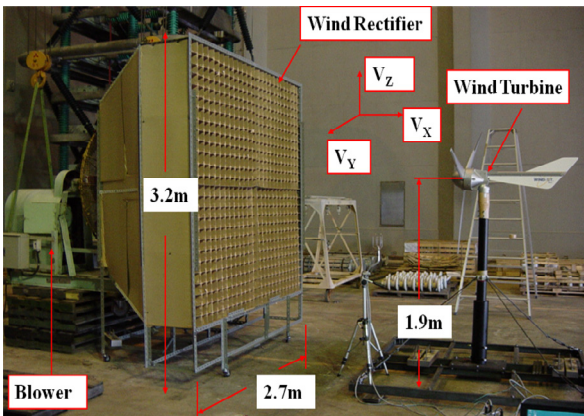 Wind Rectifier
V_Z
Wind Turbine
V_X
V_Y
3.2m
1.9m
2.7m
Blower